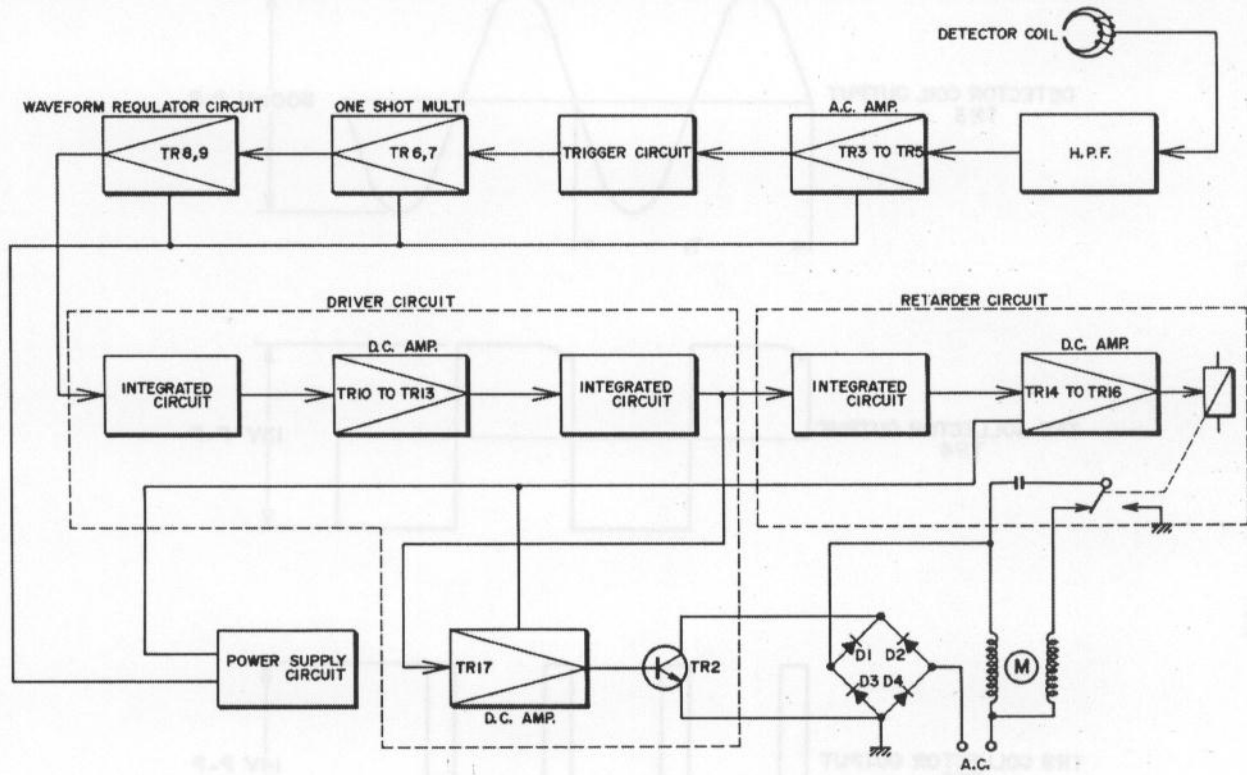 DETECTOR COIL
WAVEFORM REQULATOR CIRCUIT
ONE SHOT MULTI
A.C. AMP.
TR8,9
TR6,7
TRIGGER CIRCUIT
TR3 TO TR5
H.P.F.
DRIVER CIRCUIT
RETARDER CIRCUIT
D.C. AMP.
D.C. AMP.
INTEGRATED
CIRCUIT
TR10 TO TR13
INTEGRATED
CIRCUIT
INTEGRATED
CIRCUIT
TR14 TO TR16
POWER SUPPLY
CIRCUIT
TR17
D.C. AMP.
TR2
D1 D2
D3 D4
M
A.C.